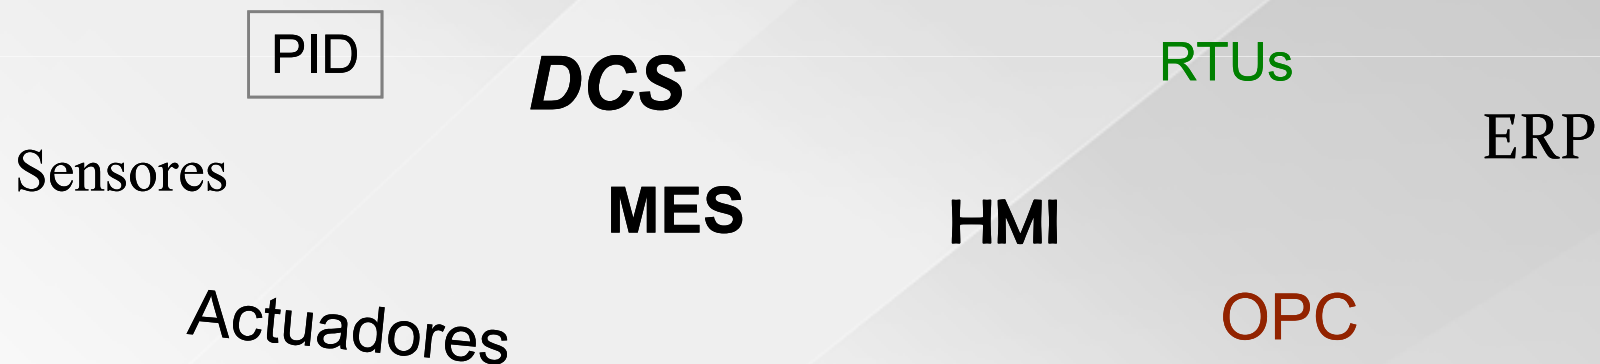 PID
DCS
RTUs
ERP
Sensores
MES
HMI
Actuadores
OPC